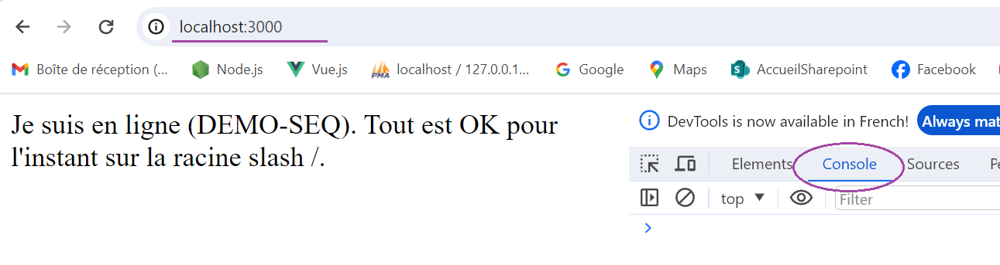 localhost:3000
Boîte de réception (... Node.js Vue.js PMA localhost / 127.0.0.1... Google Maps S AccueilSharepoint Facebook
Je suis en ligne (DEMO-SEQ). Tout est OK pour
l'instant sur la racine slash /.
DevTools is now available in French! Always mat
Elements Console Sources Pe
top Filter